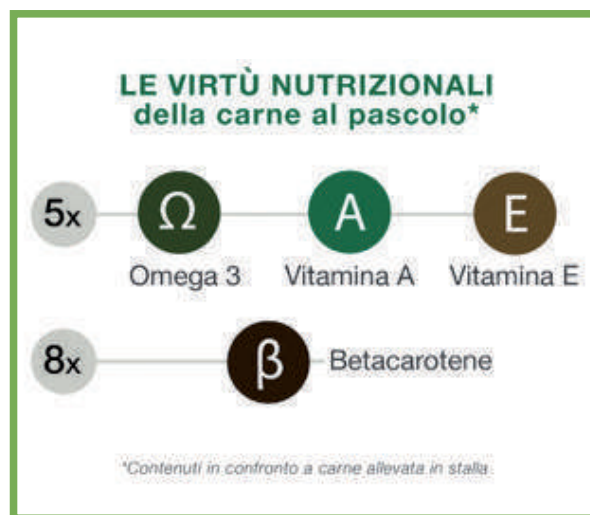 LE VIRTÙ NUTRIZIONALI
della carne al pascolo*
5x Ω A E
Omega 3 Vitamina A Vitamina E
8x β Betacarotene
*Contenuti in confronto a carne allevata in stalla